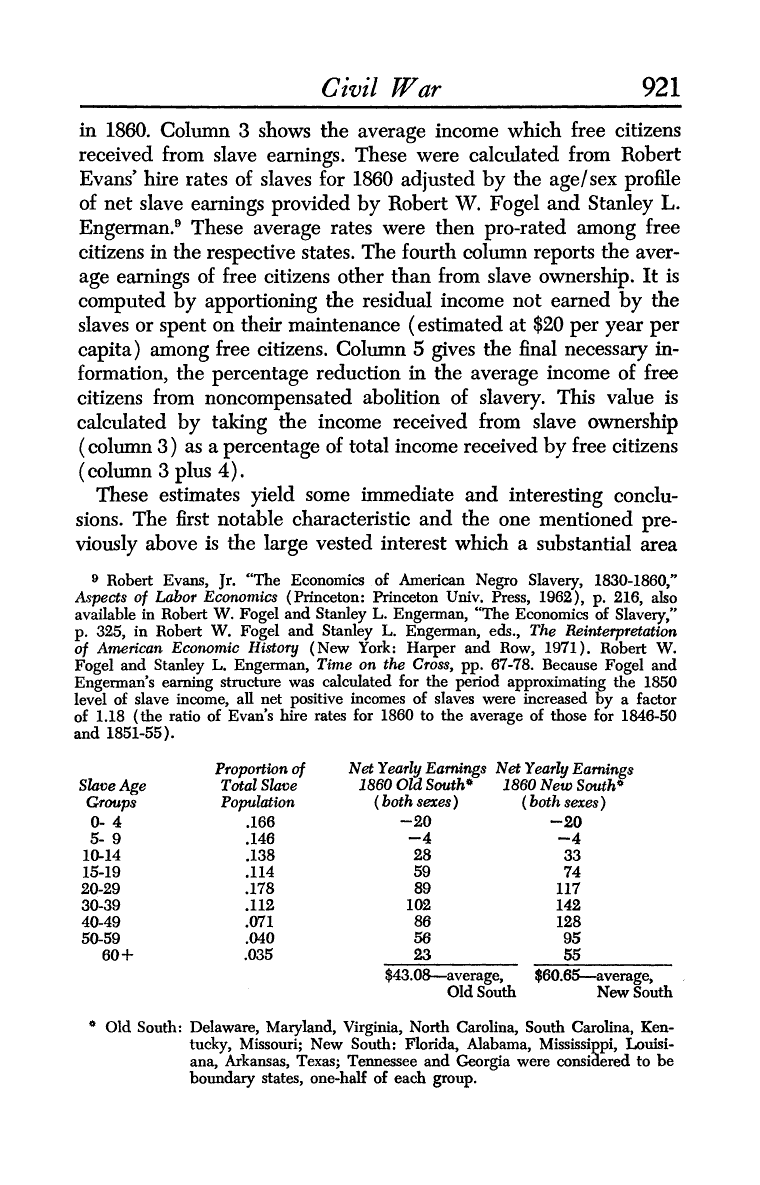 Civil War 921
in 1860. Column 3 shows the average income which free citizens
received from slave earnings. These were calculated from Robert
Evans' hire rates of slaves for 1860 adjusted by the age/sex profile
of net slave earnings provided by Robert W. Fogel and Stanley L.
Engerman.⁹ These average rates were then pro-rated among free
citizens in the respective states. The fourth column reports the aver-
age earnings of free citizens other than from slave ownership. It is
computed by apportioning the residual income not earned by the
slaves or spent on their maintenance (estimated at $20 per year per
capita) among free citizens. Column 5 gives the final necessary in-
formation, the percentage reduction in the average income of free
citizens from noncompensated abolition of slavery. This value is
calculated by taking the income received from slave ownership
(column 3) as a percentage of total income received by free citizens
(column 3 plus 4).
These estimates yield some immediate and interesting conclu-
sions. The first notable characteristic and the one mentioned pre-
viously above is the large vested interest which a substantial area
⁹ Robert Evans, Jr. "The Economics of American Negro Slavery, 1830-1860,"
Aspects of Labor Economics (Princeton: Princeton Univ. Press, 1962), p. 216, also
available in Robert W. Fogel and Stanley L. Engerman, "The Economics of Slavery,"
p. 325, in Robert W. Fogel and Stanley L. Engerman, eds., The Reinterpretation
of American Economic History (New York: Harper and Row, 1971). Robert W.
Fogel and Stanley L. Engerman, Time on the Cross, pp. 67-78. Because Fogel and
Engerman's earning structure was calculated for the period approximating the 1850
level of slave income, all net positive incomes of slaves were increased by a factor
of 1.18 (the ratio of Evan's hire rates for 1860 to the average of those for 1846-50
and 1851-55).
Proportion of Net Yearly Earnings Net Yearly Earnings
Slave Age Total Slave 1860 Old South* 1860 New South*
Groups Population (both sexes) (both sexes)
0- 4 .166 −20 −20
5- 9 .146 −4 −4
10-14 .138 28 33
15-19 .114 59 74
20-29 .178 89 117
30-39 .112 102 142
40-49 .071 86 128
50-59 .040 56 95
60+ .035 23 55
$43.08—average, $60.65—average,
Old South New South
* Old South: Delaware, Maryland, Virginia, North Carolina, South Carolina, Ken-
tucky, Missouri; New South: Florida, Alabama, Mississippi, Louisi-
ana, Arkansas, Texas; Tennessee and Georgia were considered to be
boundary states, one-half of each group.